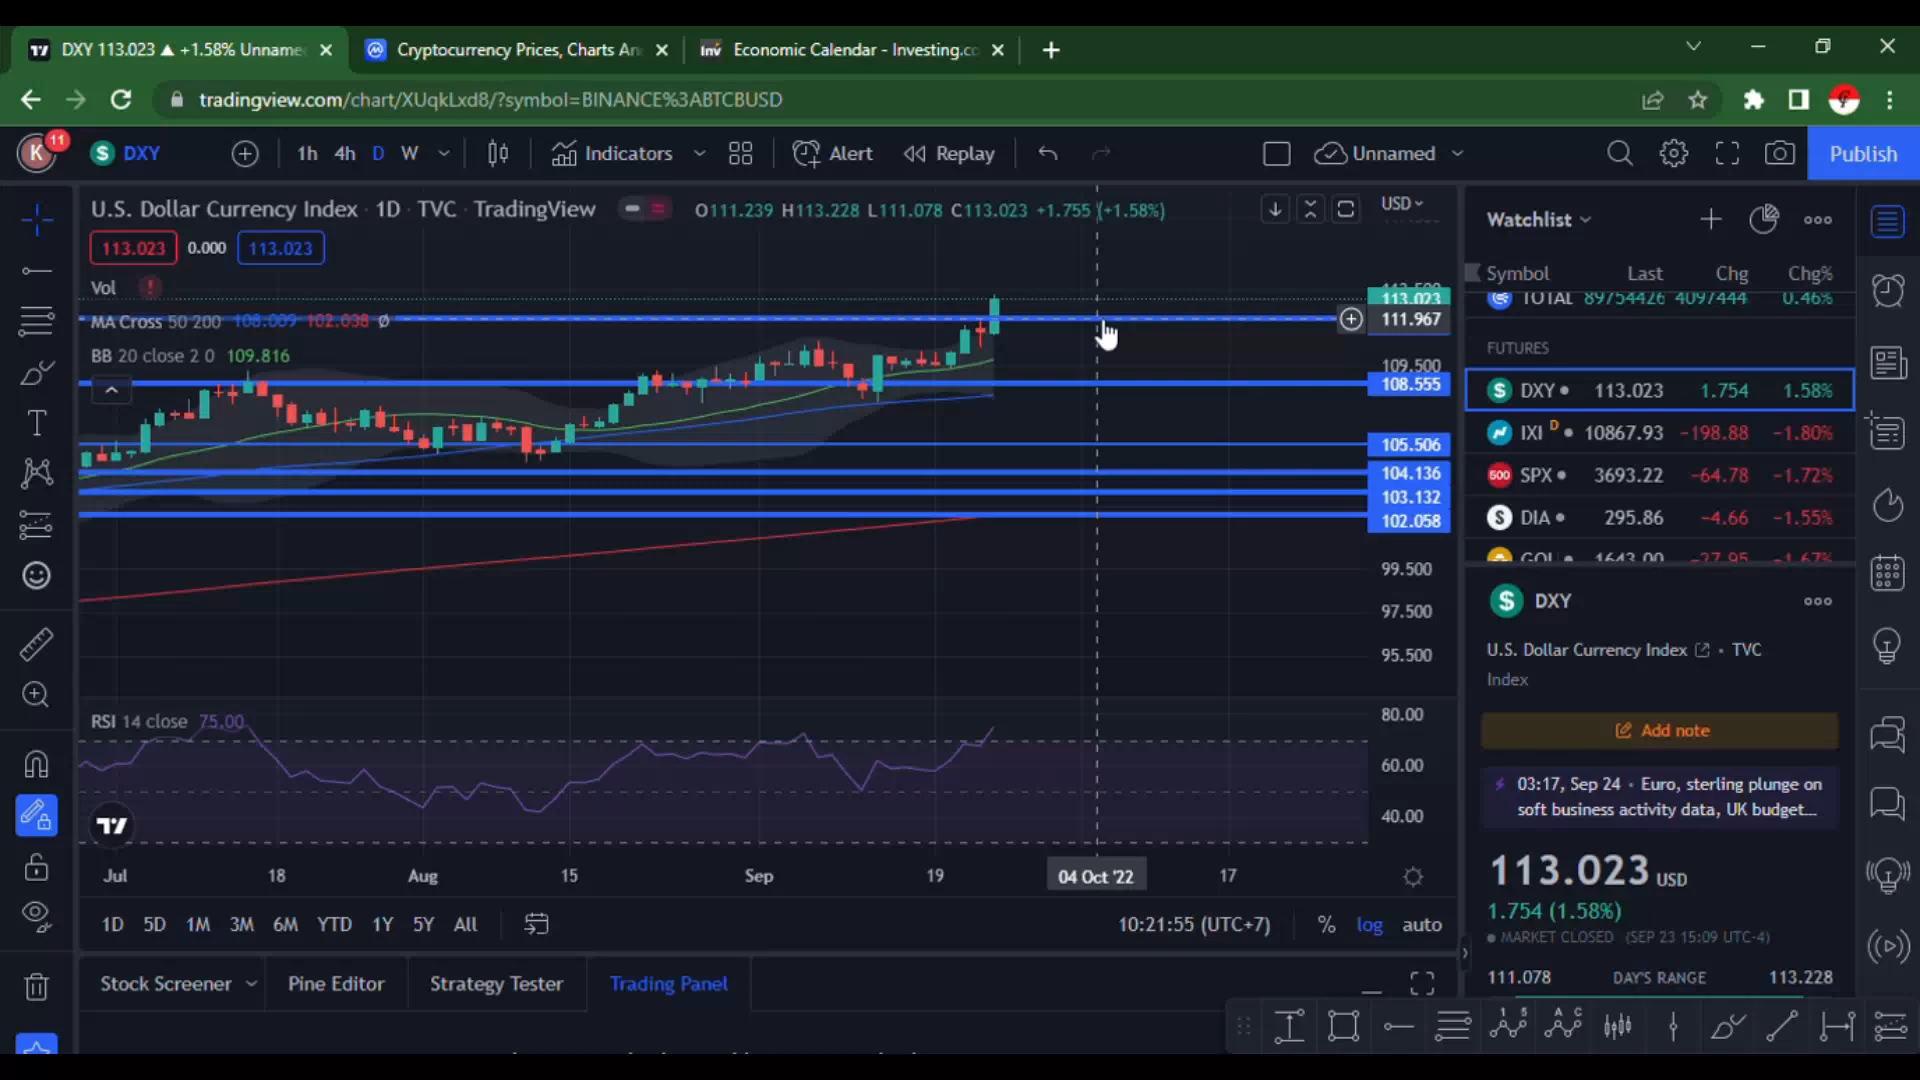 DXY 113.023 ▲ +1.58% Unname
Cryptocurrency Prices, Charts An
Inv Economic Calendar - Investing.co
tradingview.com/chart/XUqkLxd8/?symbol=BINANCE%3ABTCBUSD
K 11 $ DXY 1h 4h D W Indicators Alert Replay Unnamed Publish
U.S. Dollar Currency Index · 1D · TVC · TradingView O111.239 H113.228 L111.078 C113.023 +1.755 (+1.58%) USD
113.023 0.000 113.023
Vol !
MA Cross 50 200 108.009 102.038 Ø
BB 20 close 2 0 109.816
113.023
111.967
109.500
108.555
105.506
104.136
103.132
102.058
99.500
97.500
95.500
RSI 14 close 75.00
80.00
60.00
40.00
Jul 18 Aug 15 Sep 19 04 Oct '22 17
1D 5D 1M 3M 6M YTD 1Y 5Y All 10:21:55 (UTC+7) % log auto
Stock Screener Pine Editor Strategy Tester Trading Panel
Watchlist
Symbol Last Chg Chg%
TOTAL 89754426 4097444 0.46%
FUTURES
$ DXY 113.023 1.754 1.58%
IXI D 10867.93 −198.88 −1.80%
500 SPX 3693.22 −64.78 −1.72%
S DIA 295.86 −4.66 −1.55%
GOL 1643.00 −27.95 −1.67%
$ DXY
U.S. Dollar Currency Index · TVC
Index
Add note
03:17, Sep 24 · Euro, sterling plunge on
soft business activity data, UK budget...
113.023 USD
1.754 (1.58%)
MARKET CLOSED (SEP 23 15:09 UTC-4)
111.078 DAY'S RANGE 113.228